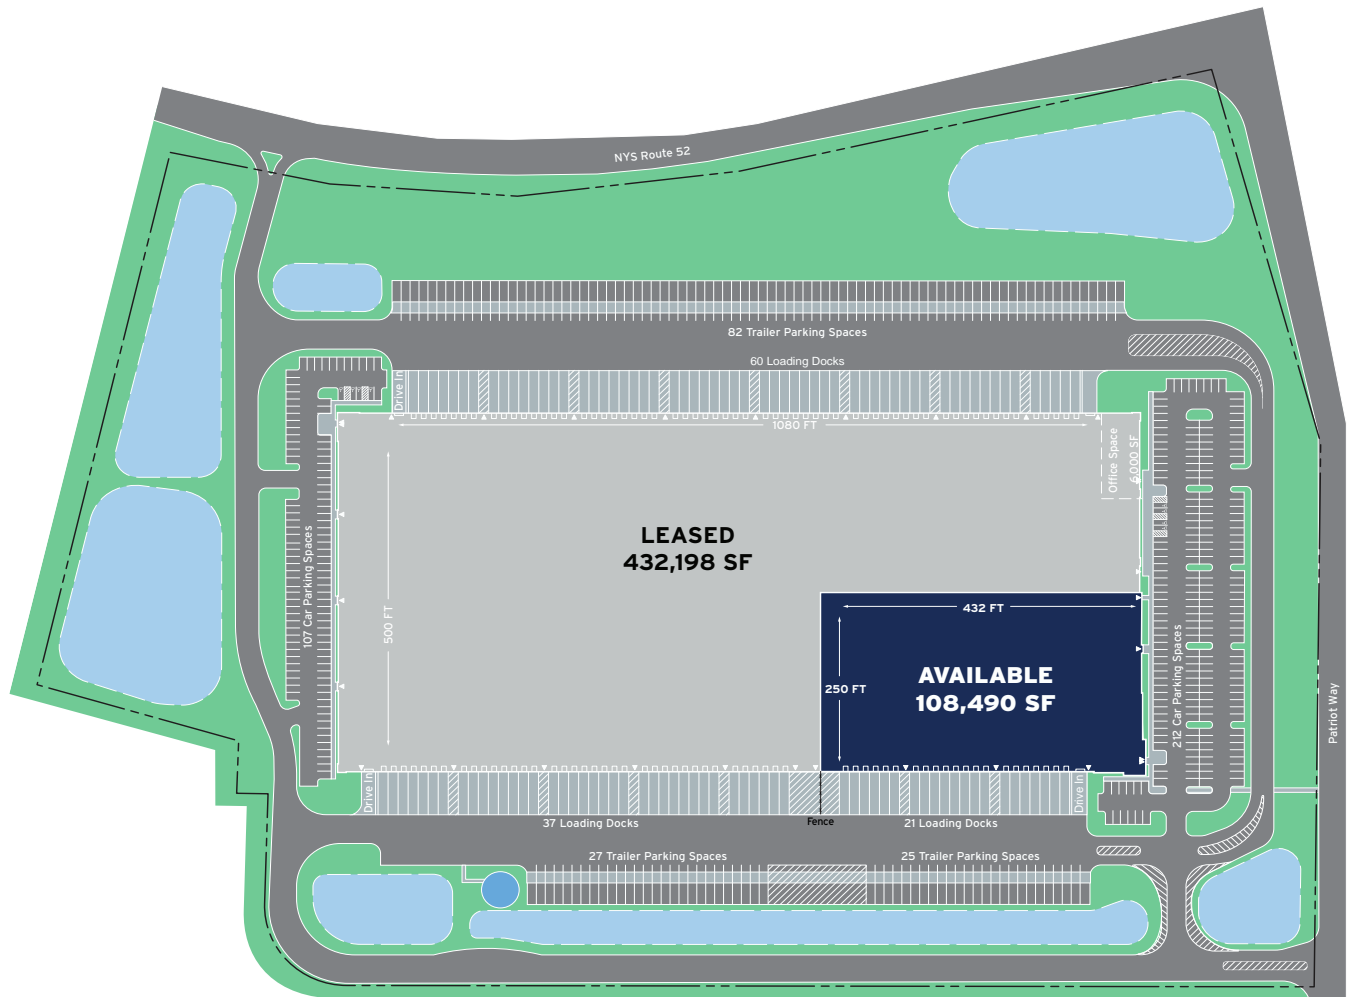 NYS Route 52
82 Trailer Parking Spaces
60 Loading Docks
Drive In
1080 FT
Office Space
6,000 SF
LEASED
432,198 SF
107 Car Parking Spaces
500 FT
432 FT
250 FT
AVAILABLE
108,490 SF
212 Car Parking Spaces
Patriot Way
Drive In
Drive In
37 Loading Docks
Fence
21 Loading Docks
27 Trailer Parking Spaces
25 Trailer Parking Spaces